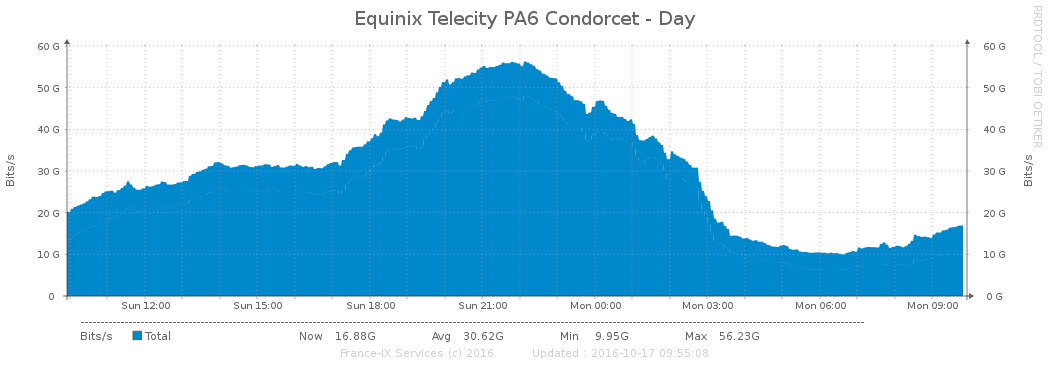 Equinix Telecity PA6 Condorcet - Day
RRDTOOL / TOBI OETIKER
60 G 60 G
50 G 50 G
40 G 40 G
30 G 30 G
20 G 20 G
10 G 10 G
0 0 G
Bits/s Bits/s
Sun 12:00 Sun 15:00 Sun 18:00 Sun 21:00 Mon 00:00 Mon 03:00 Mon 06:00 Mon 09:00
Bits/s Total Now 16.88G Avg 30.62G Min 9.95G Max 56.23G
France-IX Services (c) 2016 Updated : 2016-10-17 09:55:08